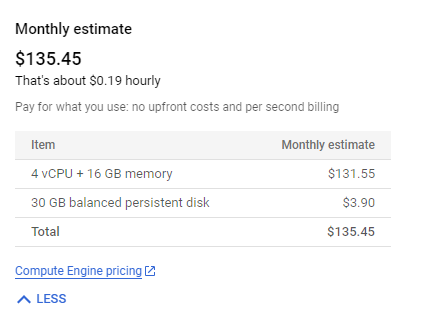 Monthly estimate
$135.45
That's about $0.19 hourly
Pay for what you use: no upfront costs and per second billing
Item Monthly estimate
4 vCPU + 16 GB memory $131.55
30 GB balanced persistent disk $3.90
Total $135.45
Compute Engine pricing
LESS